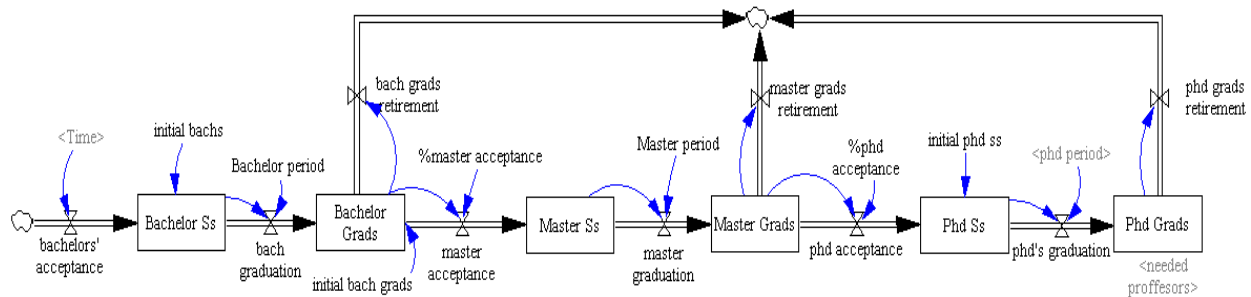 bach grads
retirement
master grads
retirement
phd grads
retirement
<Time>
initial bachs
Bachelor period
%master acceptance
Master period
%phd
acceptance
initial phd ss
<phd period>
bachelors'
acceptance
Bachelor Ss
bach
graduation
Bachelor
Grads
initial bach grads
master
acceptance
Master Ss
master
graduation
Master Grads
phd acceptance
Phd Ss
phd's graduation
Phd Grads
<needed
proffesors>